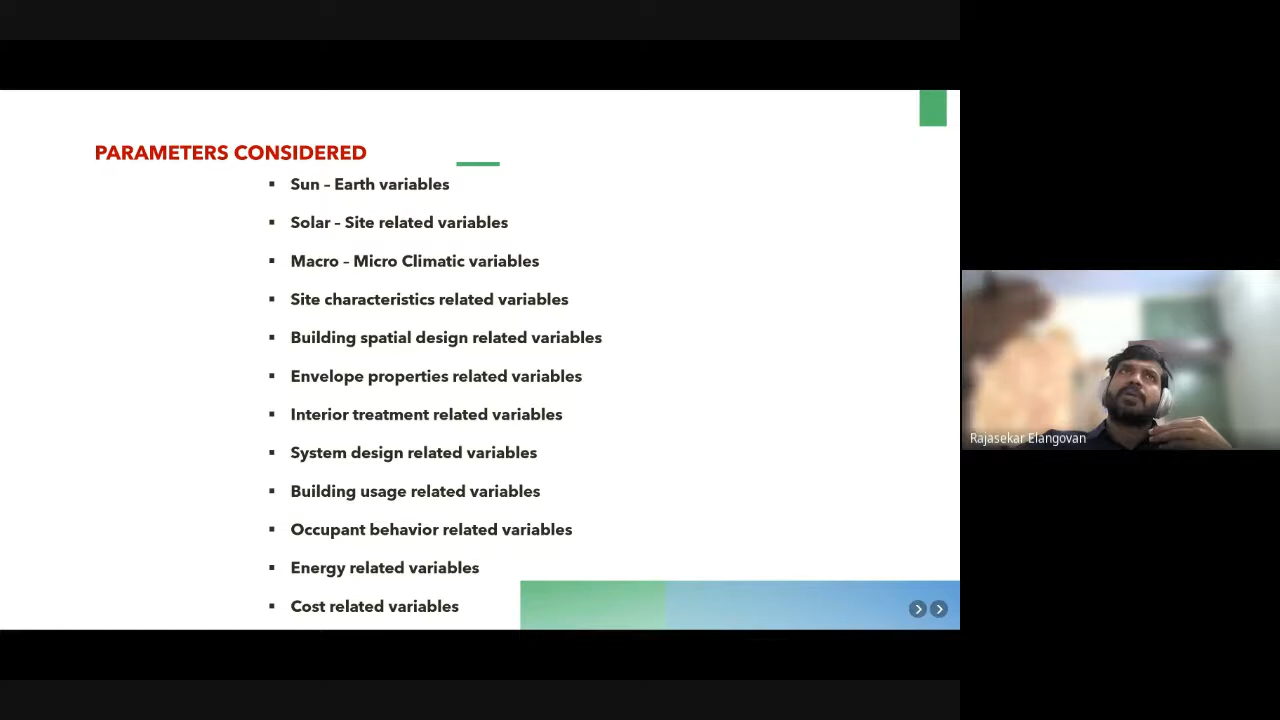 PARAMETERS CONSIDERED
▪ Sun – Earth variables
▪ Solar – Site related variables
▪ Macro – Micro Climatic variables
▪ Site characteristics related variables
▪ Building spatial design related variables
▪ Envelope properties related variables
▪ Interior treatment related variables
▪ System design related variables
▪ Building usage related variables
▪ Occupant behavior related variables
▪ Energy related variables
▪ Cost related variables
Rajasekar Elangovan